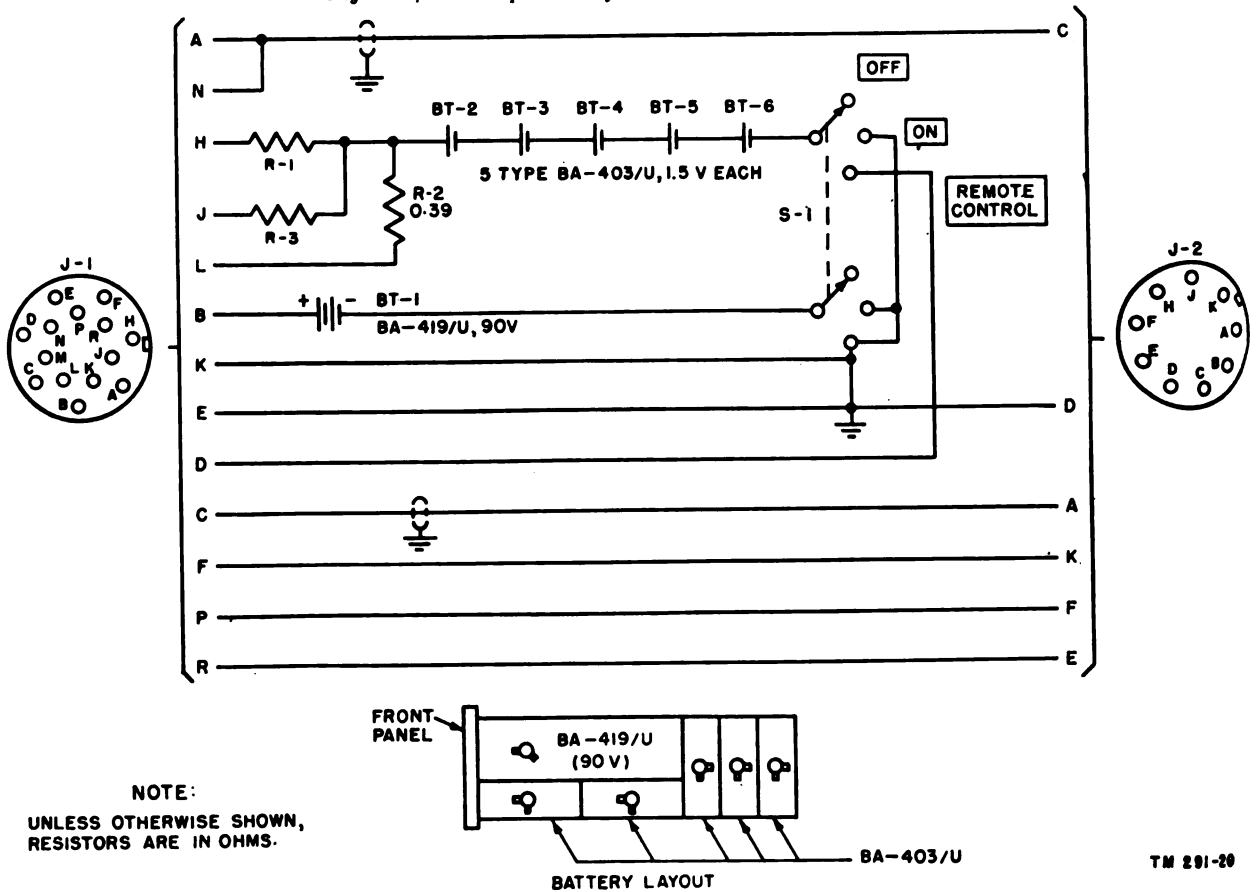 A C
N
OFF
BT-2 BT-3 BT-4 BT-5 BT-6
H
ON
R-1
5 TYPE BA-403/U, 1.5 V EACH
R-2
0.39
REMOTE
CONTROL
J
S-1
R-3
L
J-1
J-2
B + - BT-1
BA-419/U, 90V
K
E D
D
C A
F K
P F
R E
E F
D P H
N R
M J
C L K
B A
H J K
F A
E B
D C
FRONT
PANEL
BA-419/U
(90 V)
NOTE:
UNLESS OTHERWISE SHOWN,
RESISTORS ARE IN OHMS.
BA-403/U
BATTERY LAYOUT
TM 291-20